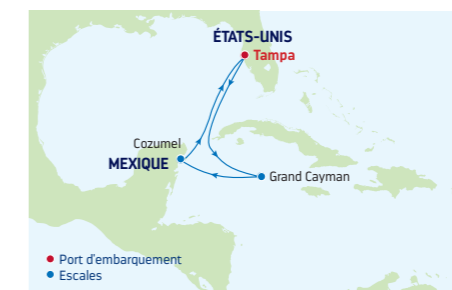 ÉTATS-UNIS
Tampa
Cozumel
MEXIQUE
Grand Cayman
Port d'embarquement
Escales